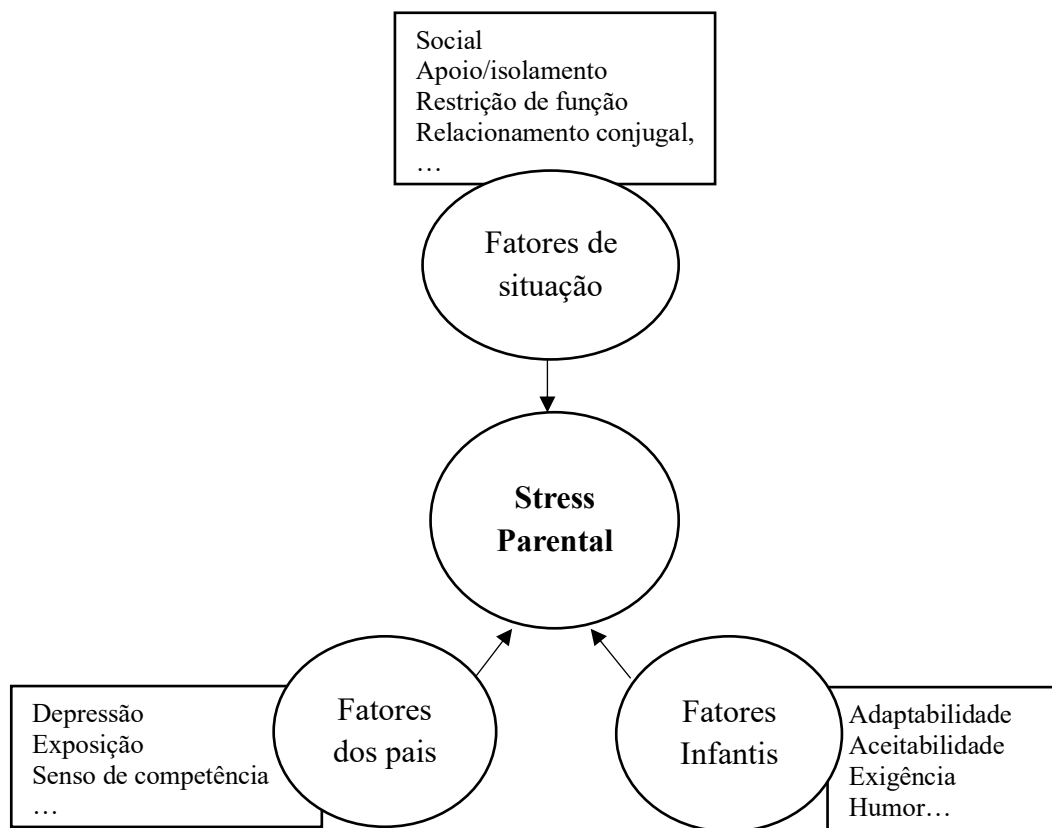 Social
Apoio/isolamento
Restrição de função
Relacionamento conjugal,
…
Fatores de
situação
Stress
Parental
Depressão
Exposição
Senso de competência
…
Fatores
dos pais
Fatores
Infantis
Adaptabilidade
Aceitabilidade
Exigência
Humor…